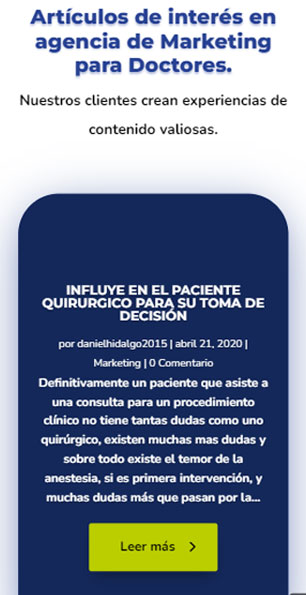 Artículos de interés en
agencia de Marketing
para Doctores.
Nuestros clientes crean experiencias de
contenido valiosas.
INFLUYE EN EL PACIENTE
QUIRURGICO PARA SU TOMA DE
DECISIÓN
por danielhidalgo2015 | abril 21, 2020 |
Marketing | 0 Comentario
Definitivamente un paciente que asiste a
una consulta para un procedimiento
clínico no tiene tantas dudas como uno
quirúrgico, existen muchas mas dudas y
sobre todo existe el temor de la
anestesia, si es primera intervención, y
muchas dudas más que pasan por la...
Leer más